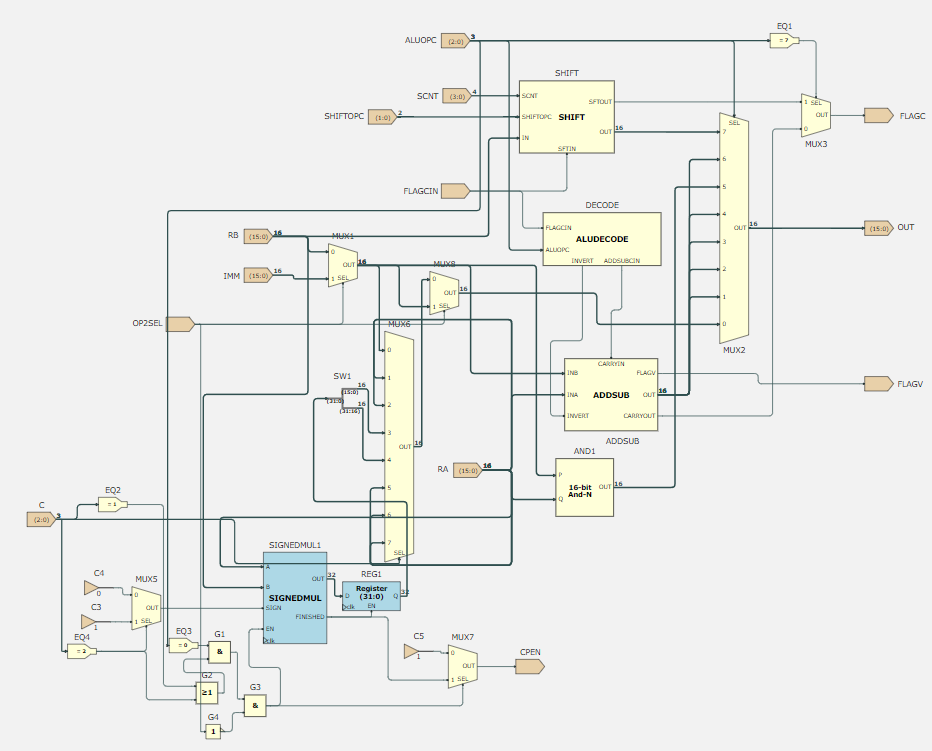 EQ1
ALUOPC (2:0) 3
= 7
SHIFT
SCNT (3:0) 4
SCNT SFTOUT
1 SEL
OUT
0
FLAGC
MUX3
SHIFTOPC (1:0) 2
SHIFTOPC SHIFT
SEL
IN OUT 16
SFTIN
7
6
5
4
3
2
1
0
OUT 16
MUX2
(15:0) OUT
FLAGCIN
DECODE
FLAGCIN
ALUDECODE
ALUOPC
INVERT ADDSUBCIN
RB (15:0) 16
MUX1
0
OUT 16
1 SEL
IMM (15:0) 16
MUX8
0
OUT 16
1 SEL
OP2SEL
MUX6
0
1
2
3
4
5
6
7
OUT 16
SEL
SW1
16
(15:0)
(31:0)
16
(31:16)
CARRYIN
INB FLAGV
INA ADDSUB OUT 16
INVERT CARRYOUT
ADDSUB
FLAGV
RA (15:0) 16
AND1
P
16-bit
And-N
OUT 16
Q
C (2:0) 3
EQ2
= 1
SIGNEDMUL1
A
OUT 32
B
SIGNEDMUL
SIGN
FINISHED
EN
clk
REG1
Register
(31:0)
D Q 32
clk EN
C4
0
C3
1
MUX5
0
OUT
1 SEL
EQ4
= 2
EQ3
= 0
G1
&
G2
≥1
G3
&
G4
1
C5
1
MUX7
0
OUT
1 SEL
CPEN